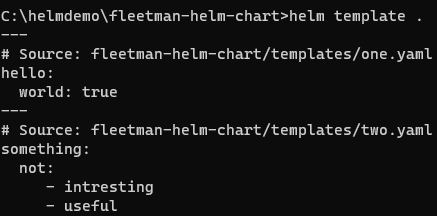 C:\helmdemo\fleetman-helm-chart>helm template .
---
# Source: fleetman-helm-chart/templates/one.yaml
hello:
  world: true
---
# Source: fleetman-helm-chart/templates/two.yaml
something:
  not:
     - intresting
     - useful